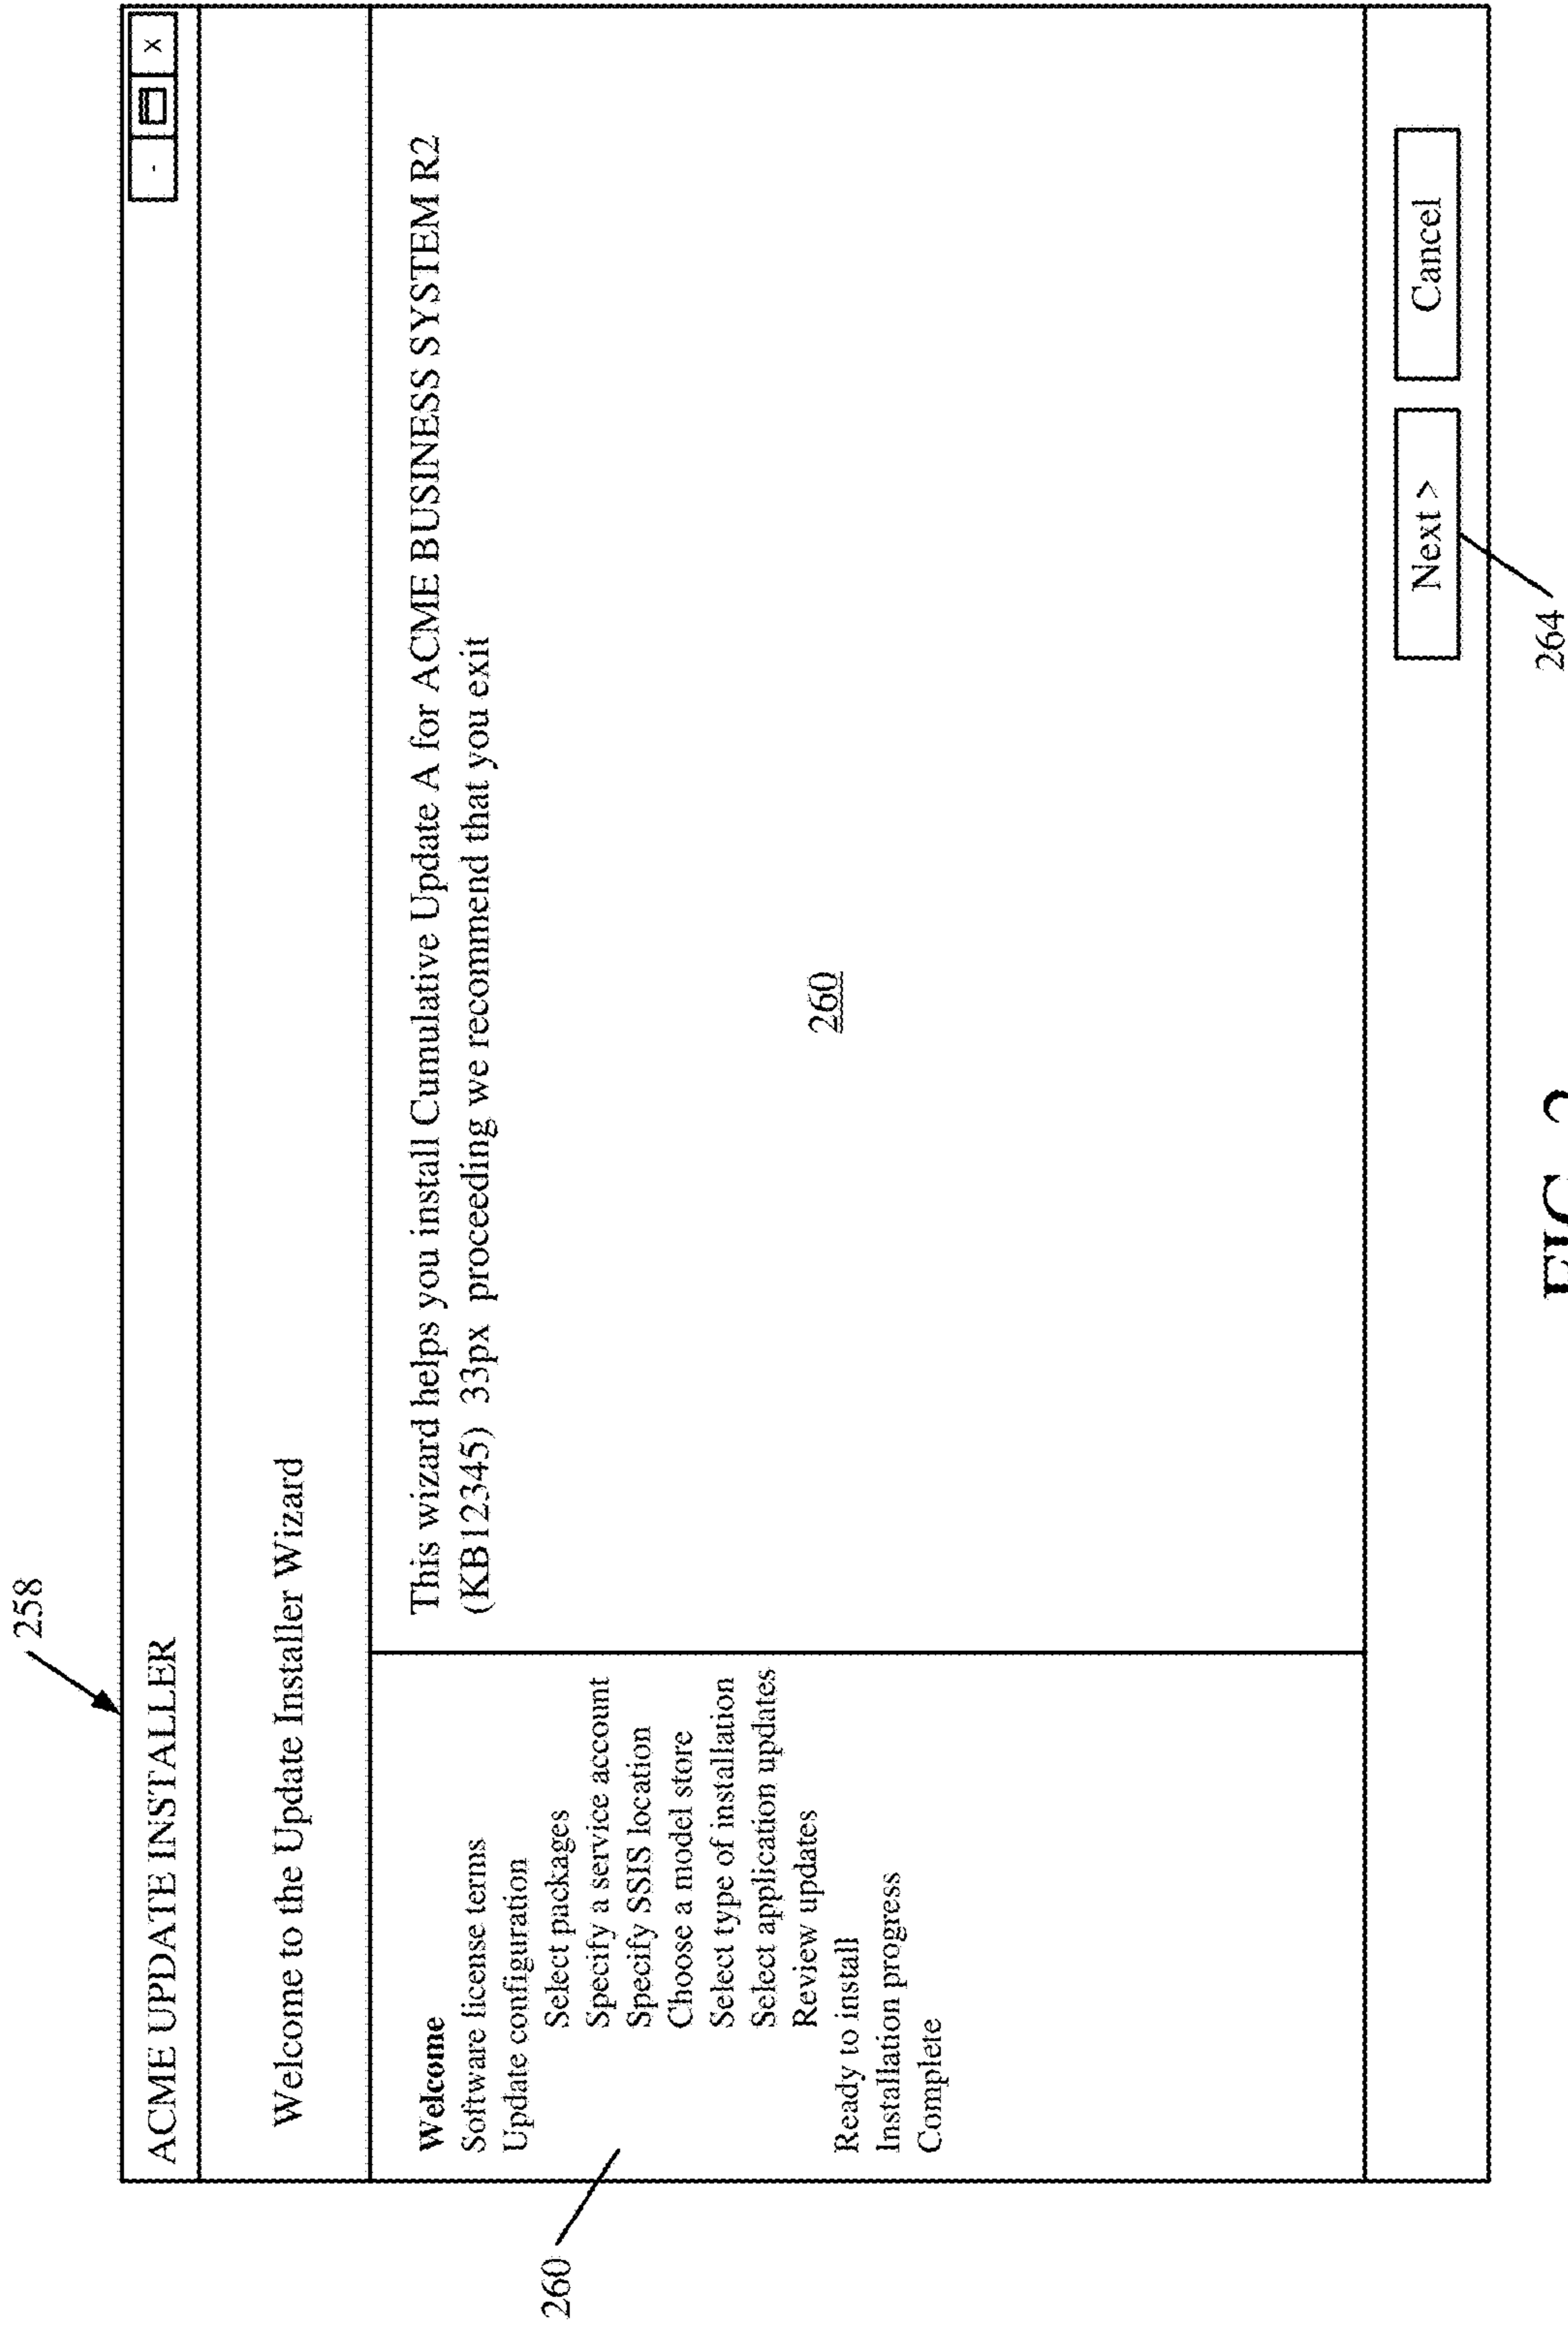 258
ACME UPDATE INSTALLER
- x
Welcome to the Update Installer Wizard
Welcome
Software license terms
Update configuration
Select packages
Specify a service account
Specify SSIS location
Choose a model store
Select type of installation
Select application updates
Review updates
Ready to install
Installation progress
Complete
260
This wizard helps you install Cumulative Update A for ACME BUSINESS SYSTEM R2
(KB12345) 33px proceeding we recommend that you exit
260
Next >
Cancel
264